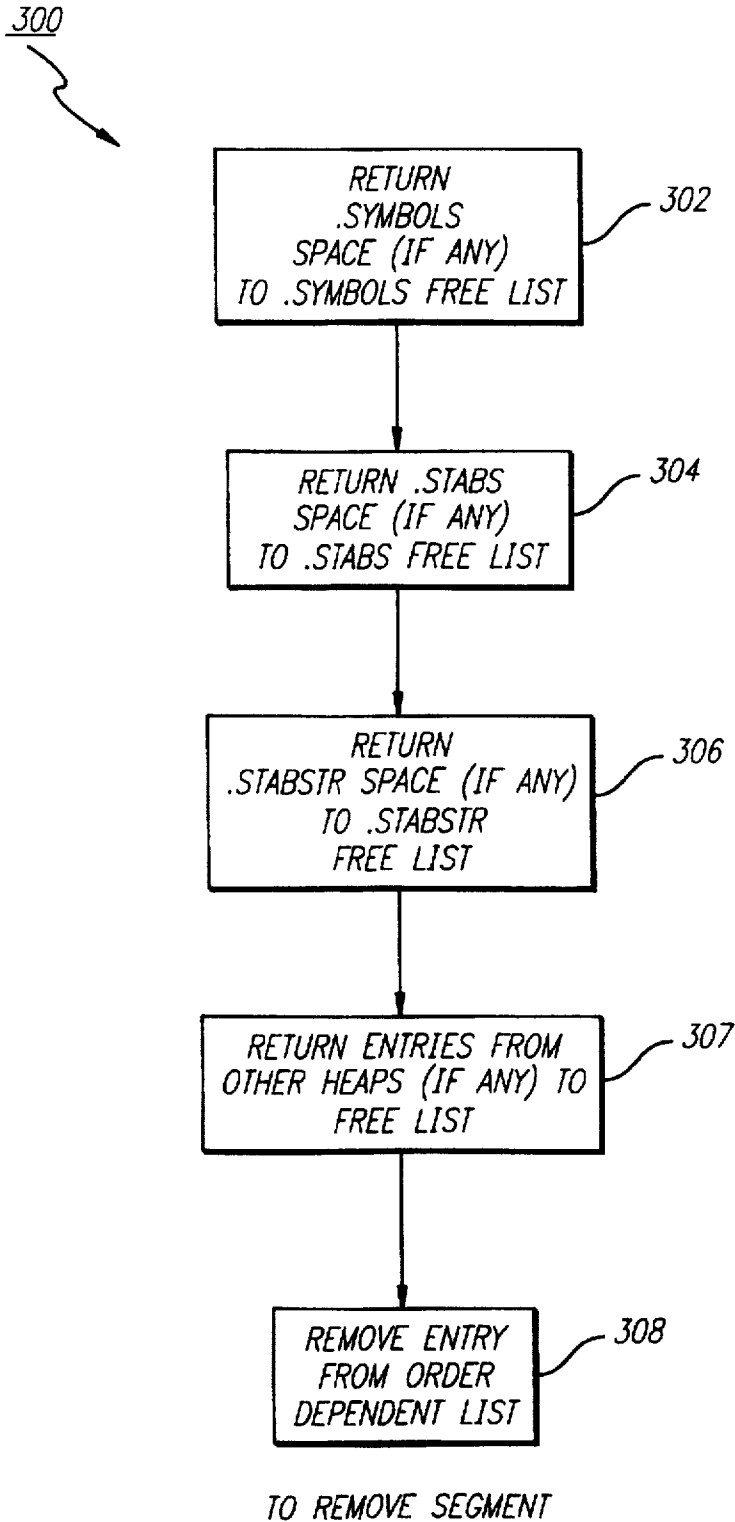 300
RETURN
.SYMBOLS
SPACE (IF ANY)
TO .SYMBOLS FREE LIST
302
RETURN .STABS
SPACE (IF ANY)
TO .STABS FREE LIST
304
RETURN
.STABSTR SPACE (IF ANY)
TO .STABSTR
FREE LIST
306
RETURN ENTRIES FROM
OTHER HEAPS (IF ANY) TO
FREE LIST
307
REMOVE ENTRY
FROM ORDER
DEPENDENT LIST
308
TO REMOVE SEGMENT